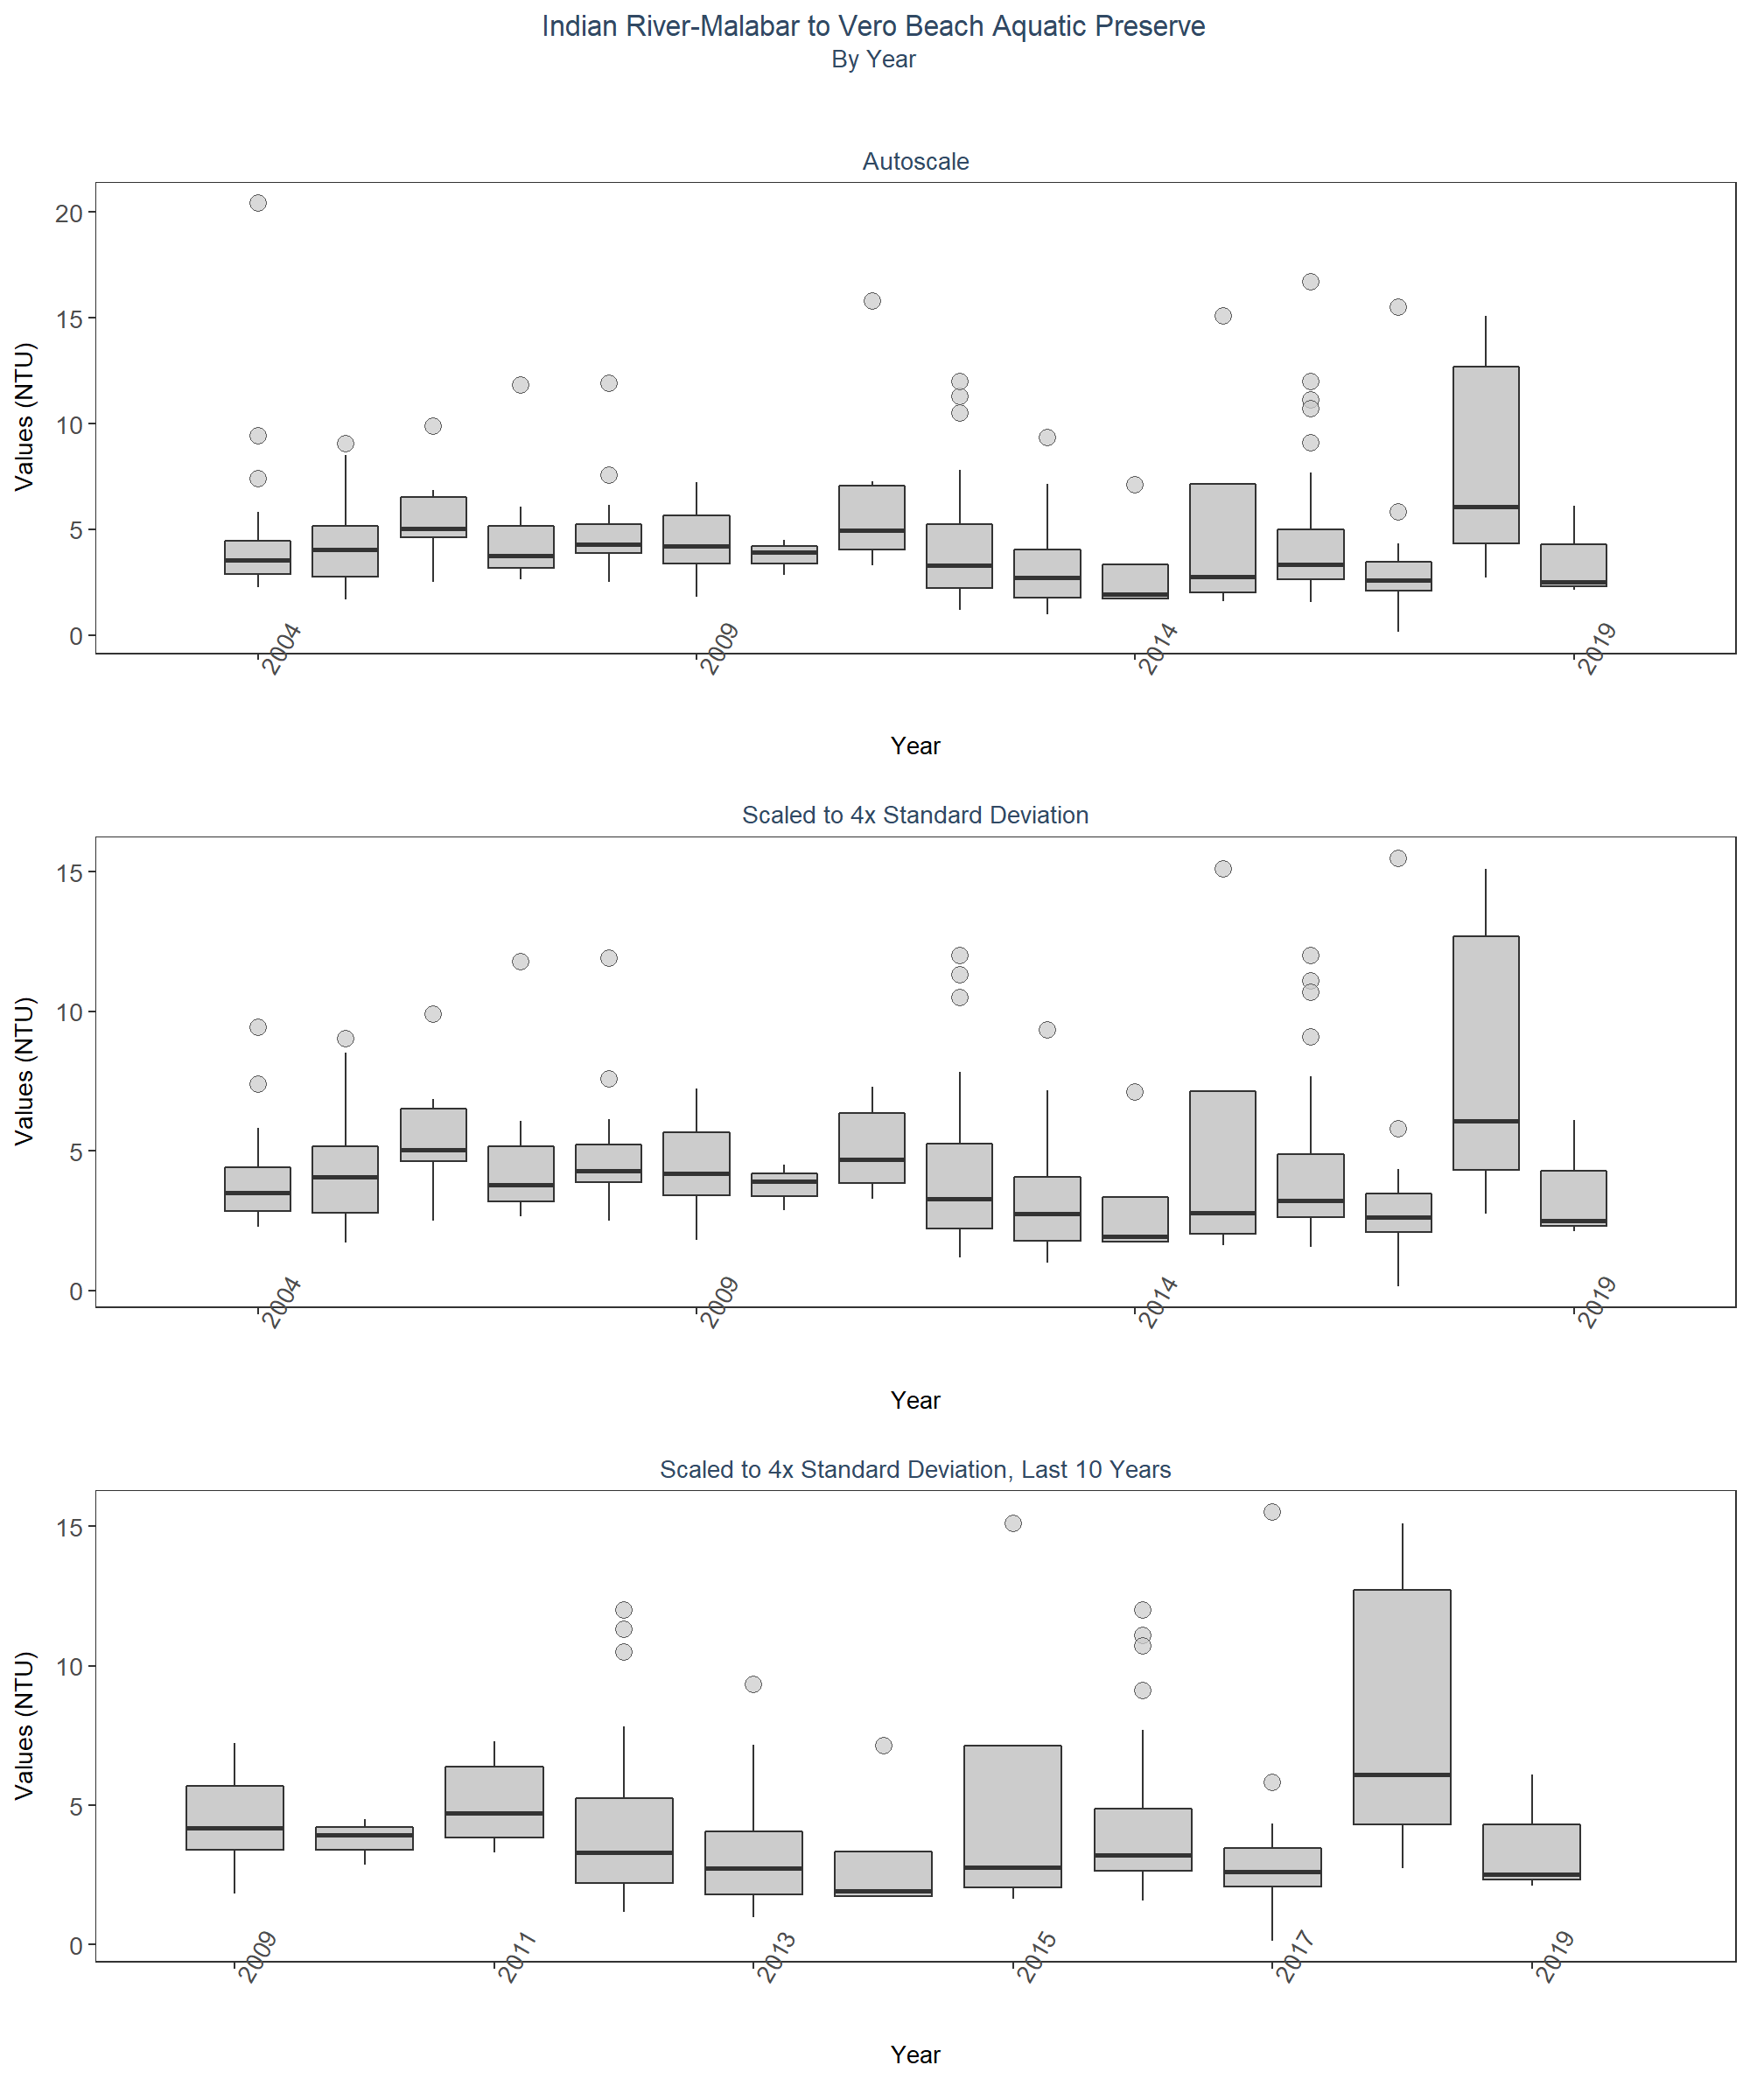 Indian River-Malabar to Vero Beach Aquatic Preserve
By Year
Autoscale
Values (NTU)
20
15
10
5
0
2004
2009
2014
2019
Year
Scaled to 4x Standard Deviation
Values (NTU)
15
10
5
0
2004
2009
2014
2019
Year
Scaled to 4x Standard Deviation, Last 10 Years
Values (NTU)
15
10
5
0
2009
2011
2013
2015
2017
2019
Year